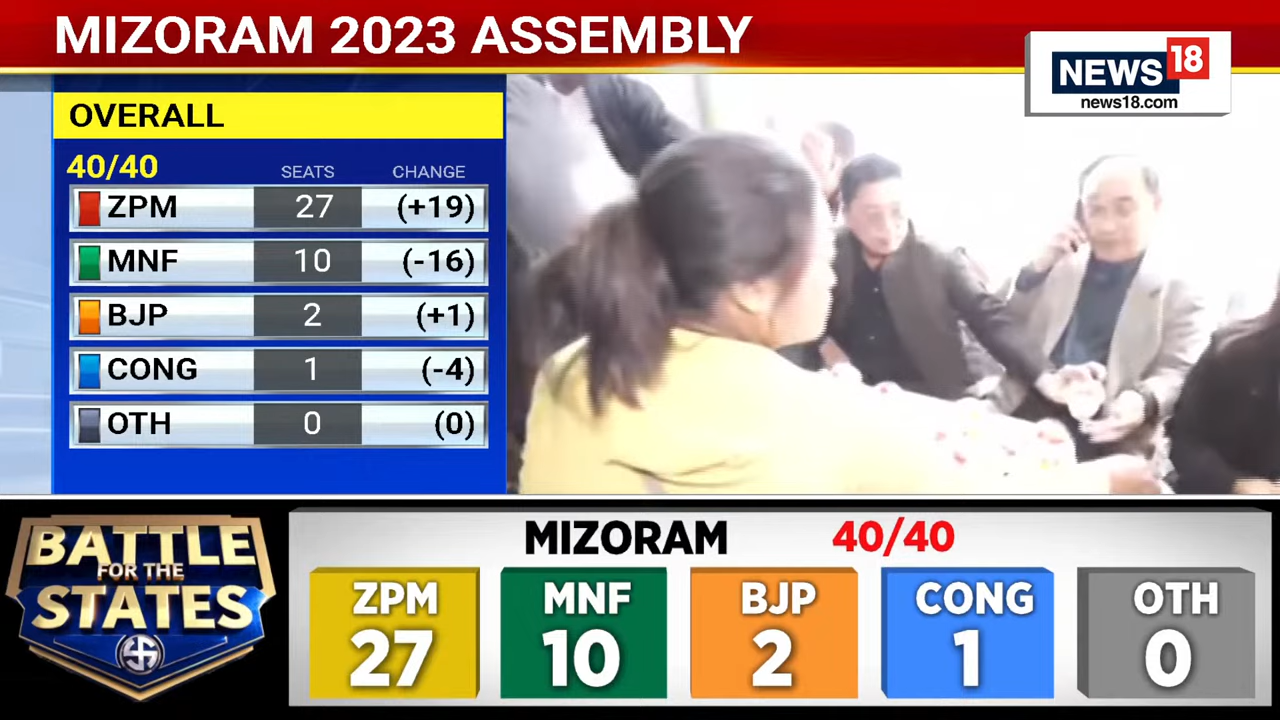 MIZORAM 2023 ASSEMBLY
NEWS 18
news18.com
OVERALL
40/40 SEATS CHANGE
ZPM 27 (+19)
MNF 10 (-16)
BJP 2 (+1)
CONG 1 (-4)
OTH 0 (0)
BATTLE
FOR THE
STATES
MIZORAM 40/40
ZPM MNF BJP CONG OTH
27 10 2 1 0